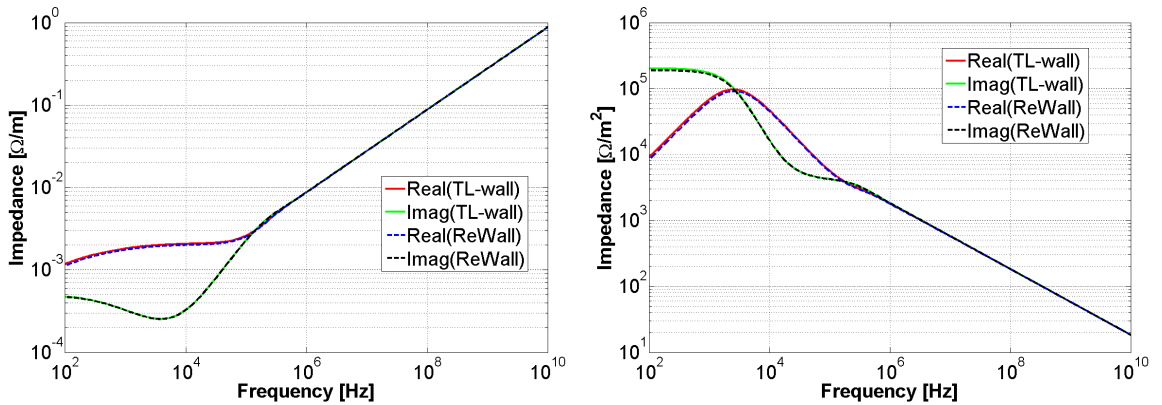 10^0
10^-1
10^-2
10^-3
10^-4
Impedance [Ω/m]
Real(TL-wall)
Imag(TL-wall)
Real(ReWall)
Imag(ReWall)
10^2 10^4 10^6 10^8 10^10
Frequency [Hz]
10^6
10^5
10^4
10^3
10^2
10^1
Impedance [Ω/m^2]
Real(TL-wall)
Imag(TL-wall)
Real(ReWall)
Imag(ReWall)
10^2 10^4 10^6 10^8 10^10
Frequency [Hz]